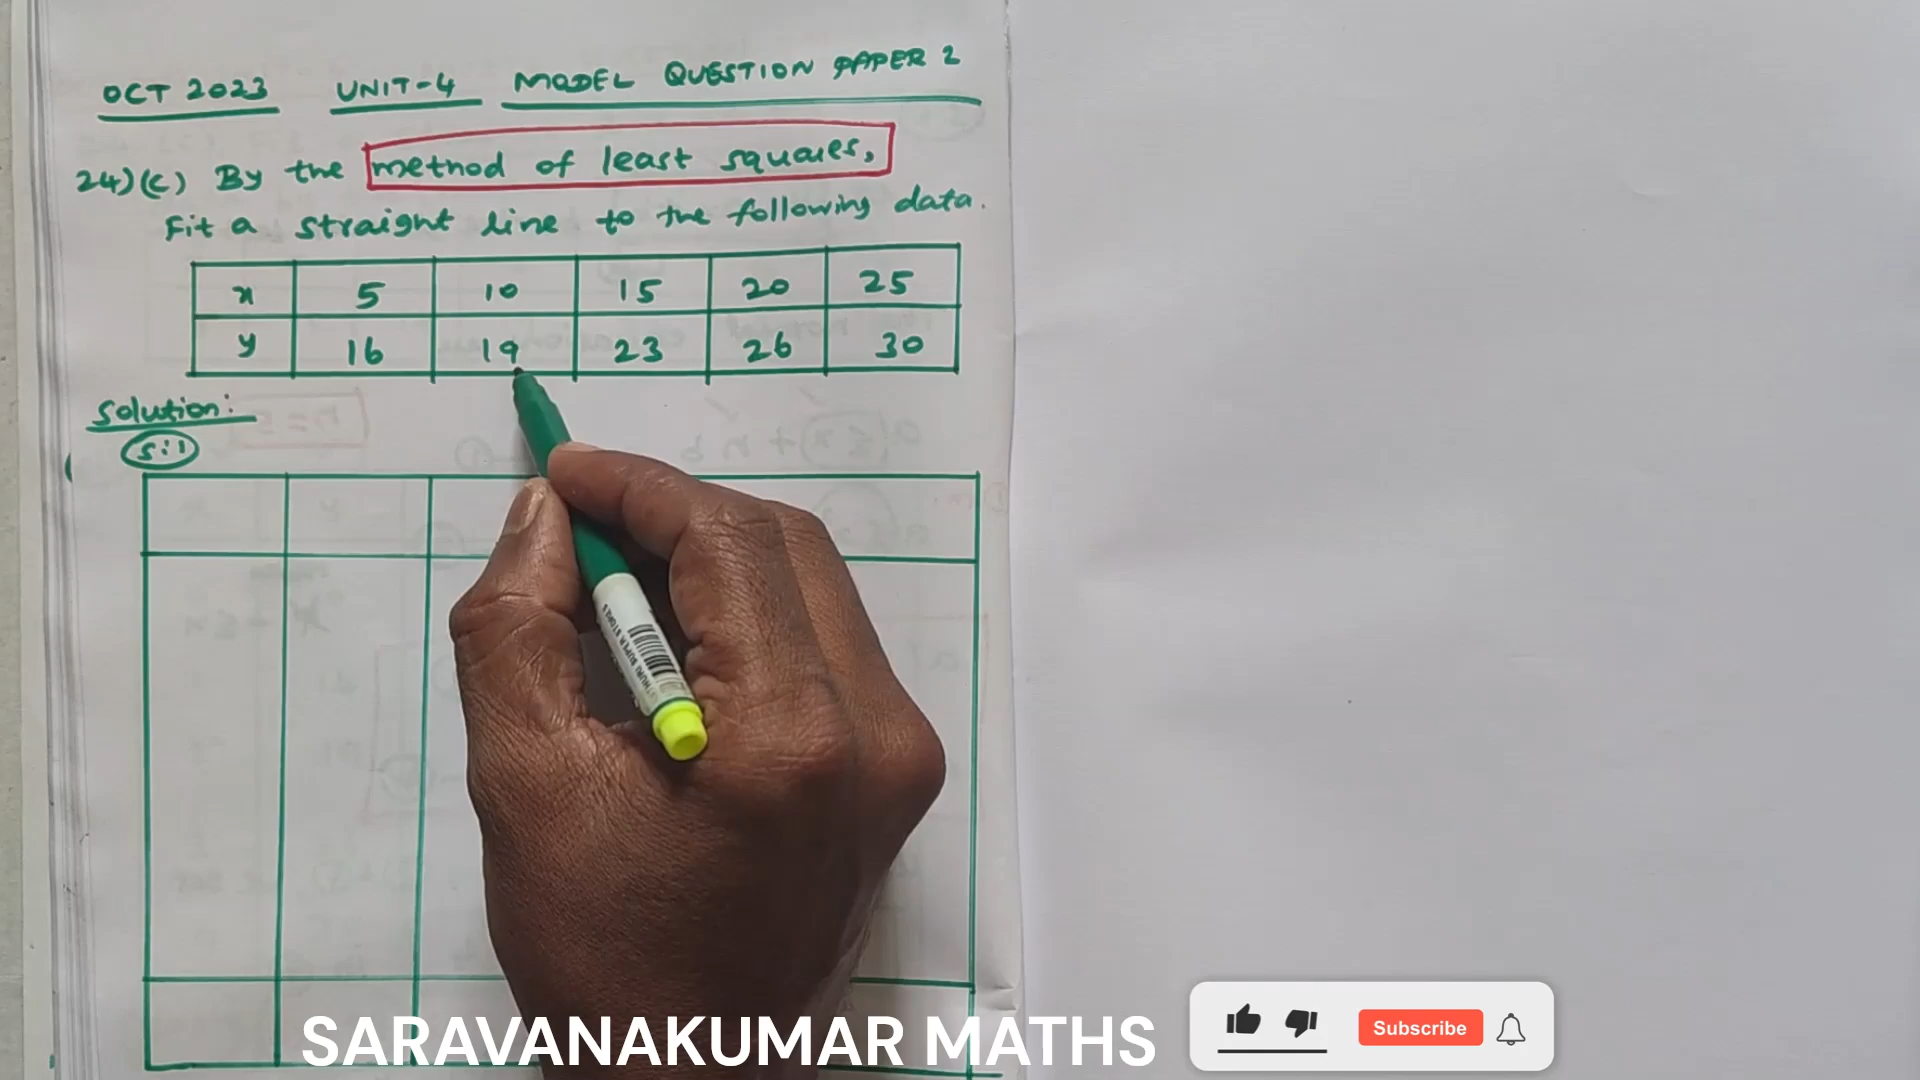 OCT 2023 UNIT-4 MODEL QUESTION PAPER 2
24)(c) By the method of least squares,
Fit a straight line to the following data.
x 5 10 15 20 25
y 16 19 23 26 30
Solution:
S:1
SARAVANAKUMAR MATHS
Subscribe